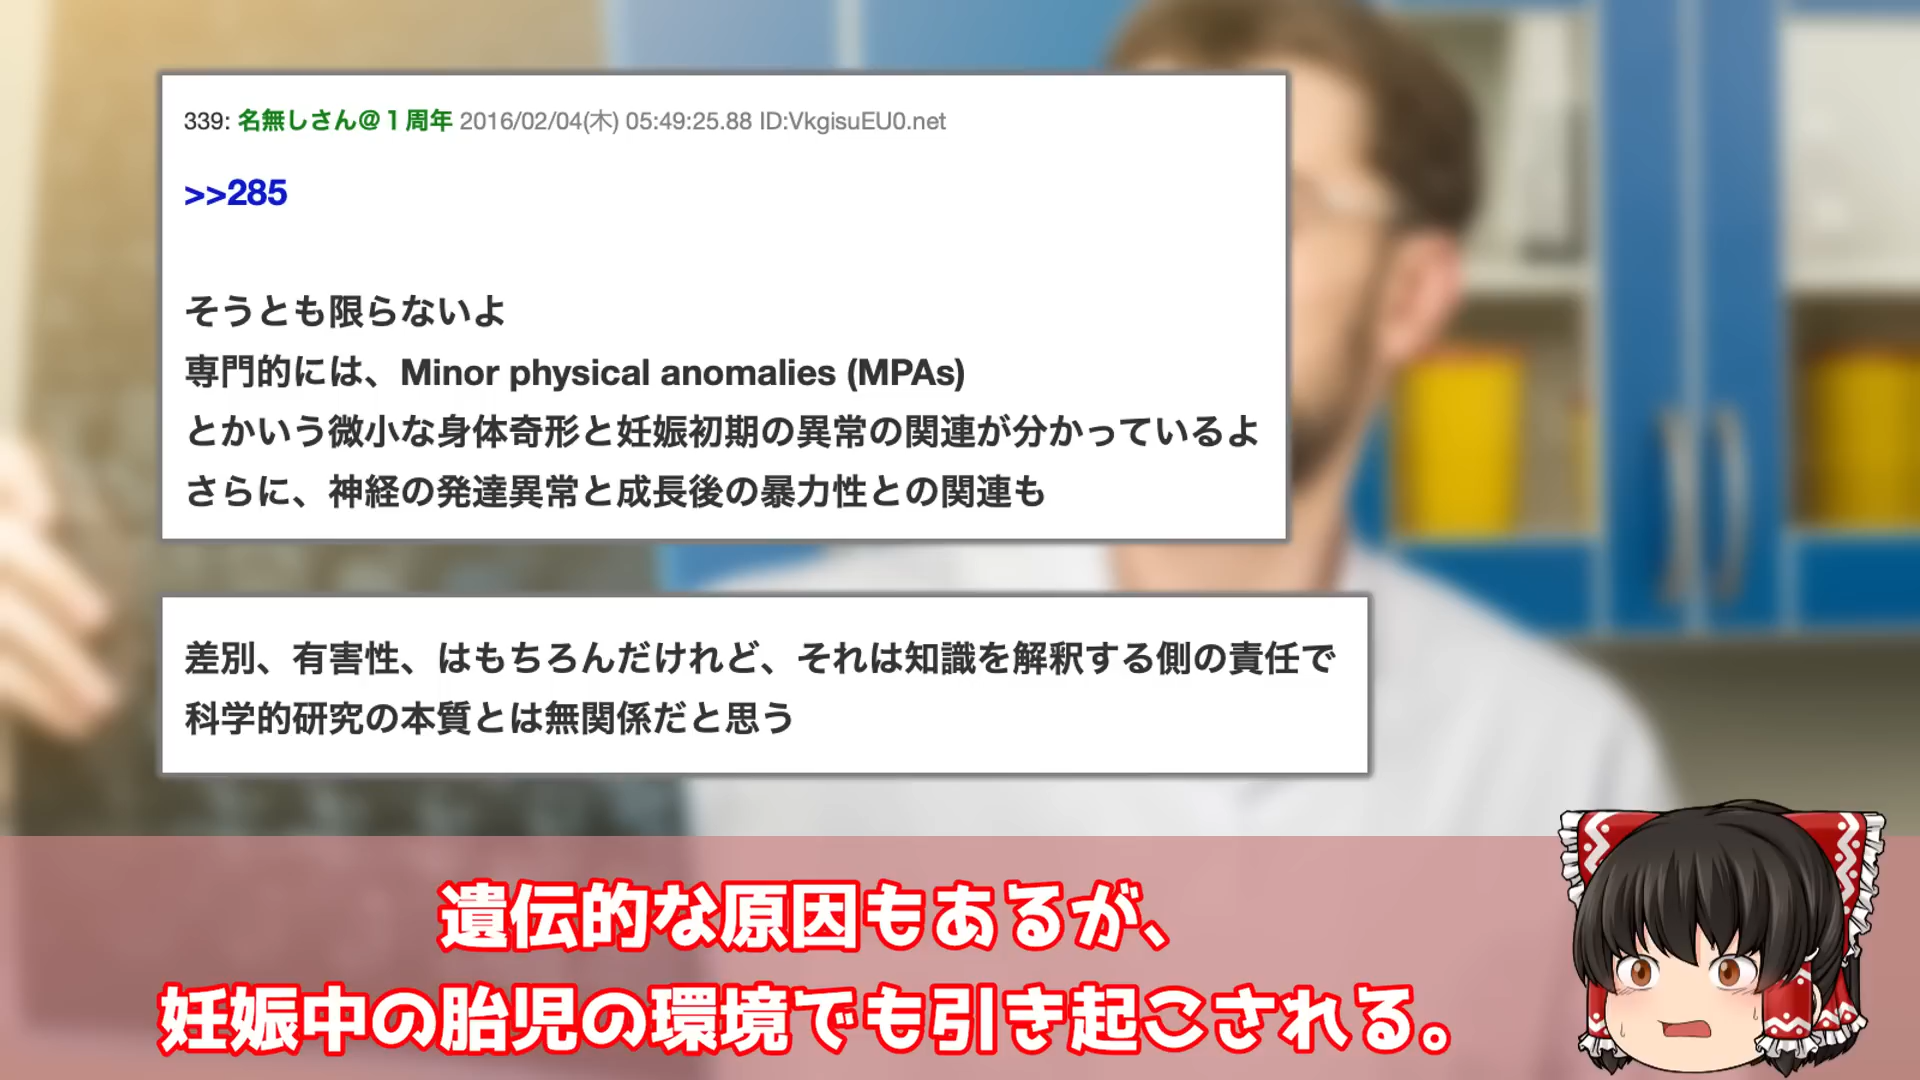 339: 名無しさん@１周年 2016/02/04(木) 05:49:25.88 ID:VkgisuEU0.net
>>285
そうとも限らないよ
専門的には、Minor physical anomalies (MPAs)
とかいう微小な身体奇形と妊娠初期の異常の関連が分かっているよ
さらに、神経の発達異常と成長後の暴力性との関連も
差別、有害性、はもちろんだけれど、それは知識を解釈する側の責任で
科学的研究の本質とは無関係だと思う
遺伝的な原因もあるが、
妊娠中の胎児の環境でも引き起こされる。